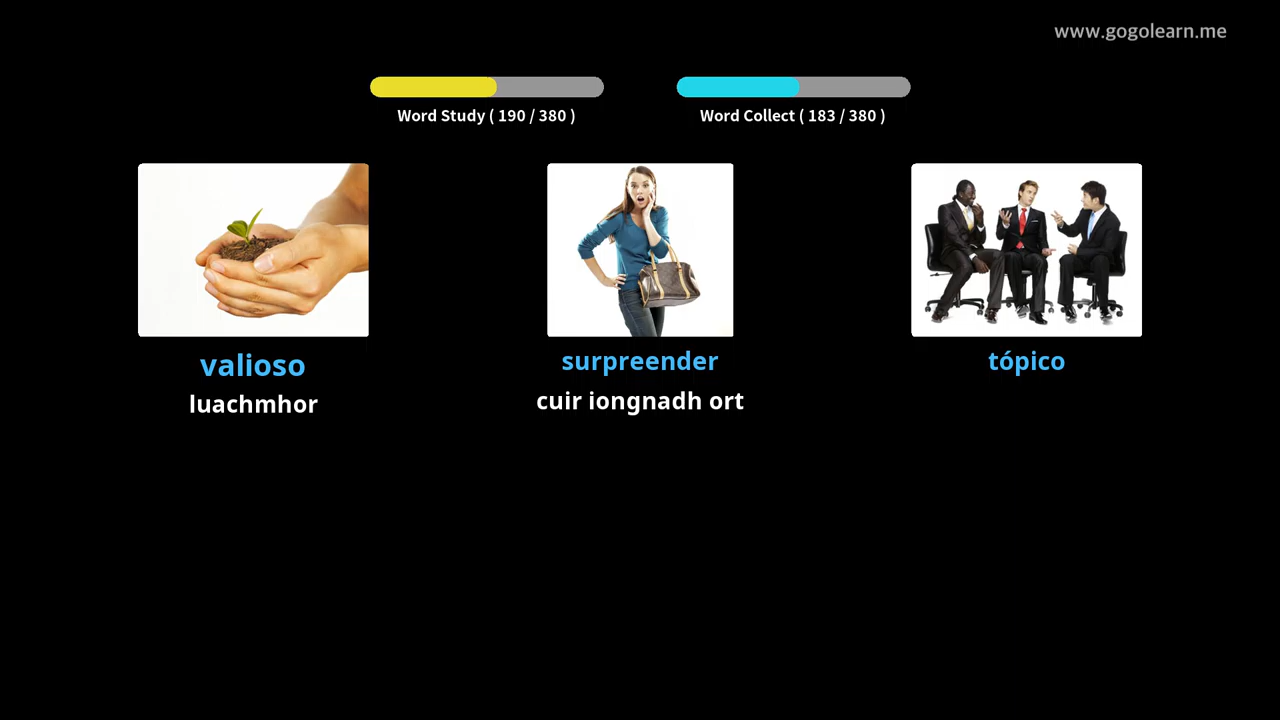 www.gogolearn.me
Word Study ( 190 / 380 )
Word Collect ( 183 / 380 )
valioso
luachmhor
surpreender
cuir iongnadh ort
tópico